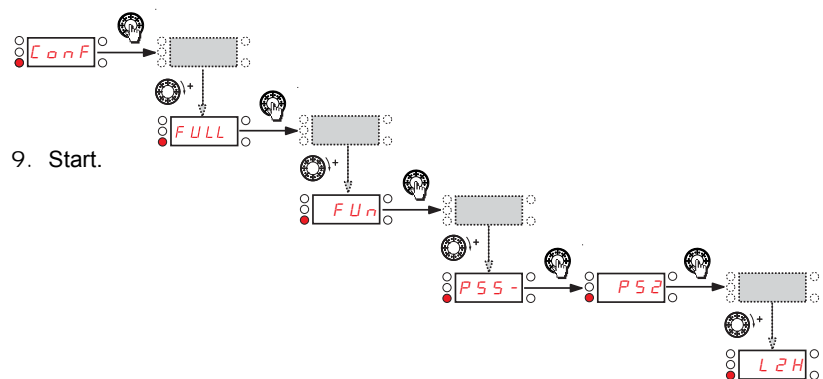 ConF
+
FULL
9. Start.
+
FUn
+
PSS-
PS2
+
L2H